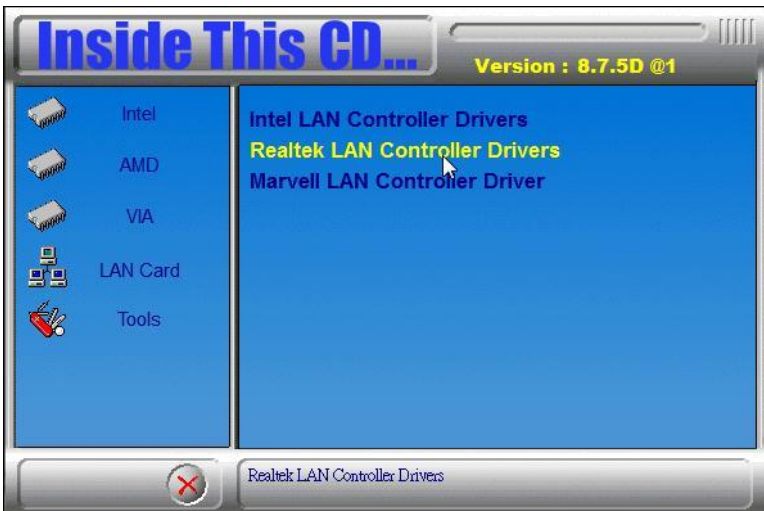 Inside This CD...
Version : 8.7.5D @1
Intel
AMD
VIA
LAN Card
Tools
Intel LAN Controller Drivers
Realtek LAN Controller Drivers
Marvell LAN Controller Driver
Realtek LAN Controller Drivers